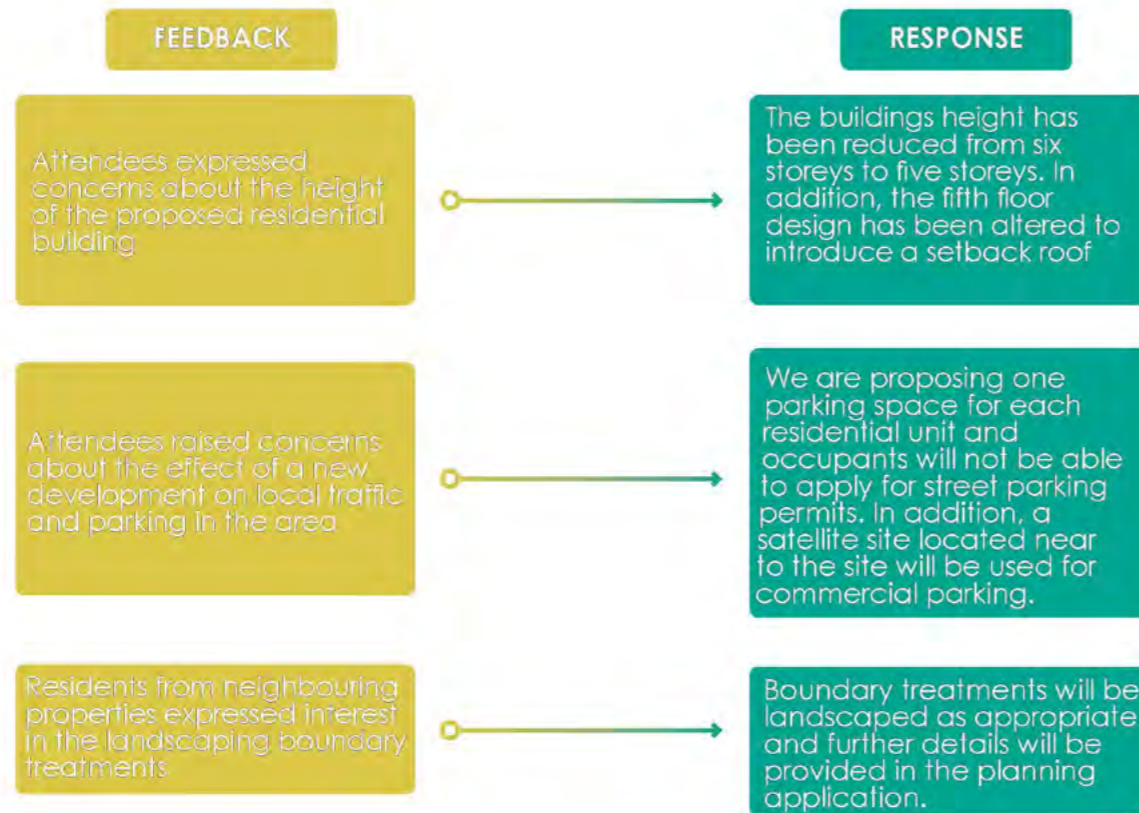 FEEDBACK
RESPONSE
Attendees expressed
concerns about the height
of the proposed residential
building
The buildings height has
been reduced from six
storeys to five storeys. In
addition, the fifth floor
design has been altered to
introduce a setback roof
Attendees raised concerns
about the effect of a new
development on local traffic
and parking in the area
We are proposing one
parking space for each
residential unit and
occupants will not be able
to apply for street parking
permits. In addition, a
satellite site located near
to the site will be used for
commercial parking.
Residents from neighbouring
properties expressed interest
in the landscaping boundary
treatments
Boundary treatments will be
landscaped as appropriate
and further details will be
provided in the planning
application.